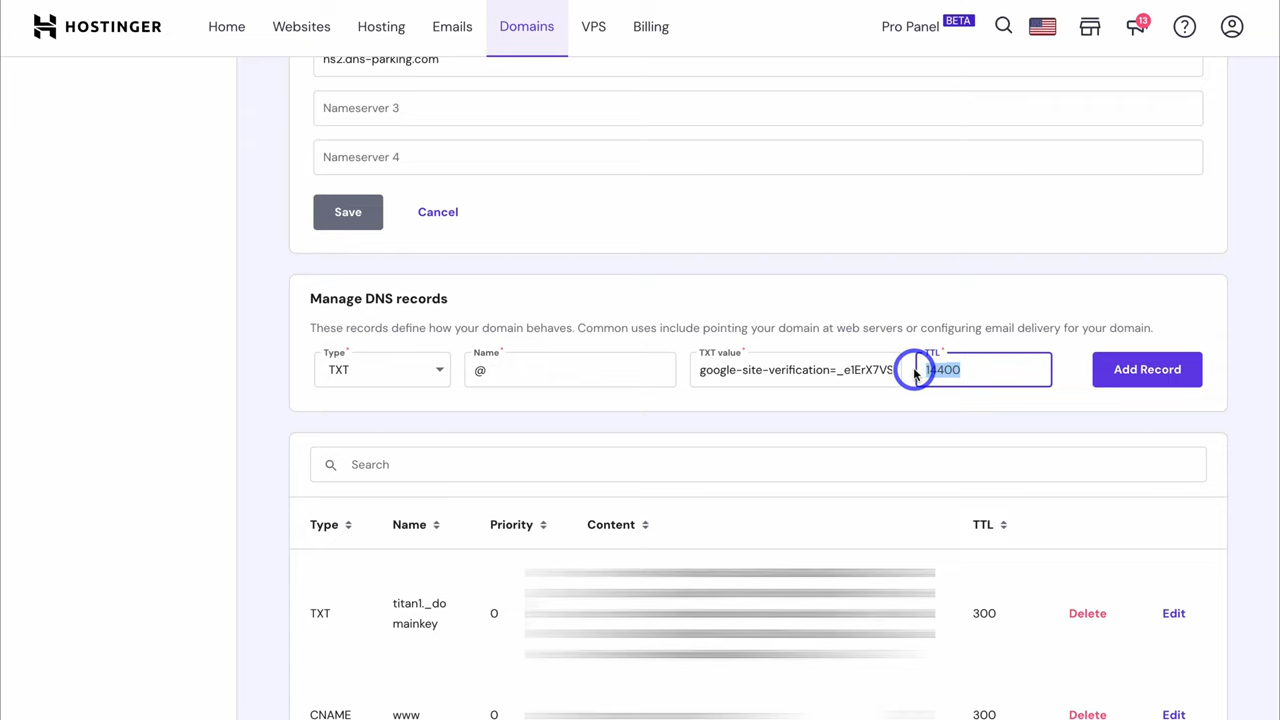 HOSTINGER
Home Websites Hosting Emails Domains VPS Billing Pro Panel BETA 13
ns2.dns-parking.com
Nameserver 3
Nameserver 4
Save Cancel
Manage DNS records
These records define how your domain behaves. Common uses include pointing your domain at web servers or configuring email delivery for your domain.
Type* Name* TXT value* TTL*
TXT @ google-site-verification=_e1ErX7VS 14400 Add Record
Search
Type Name Priority Content TTL
TXT titan1._do
mainkey 0 300 Delete Edit
CNAME www 0 300 Delete Edit